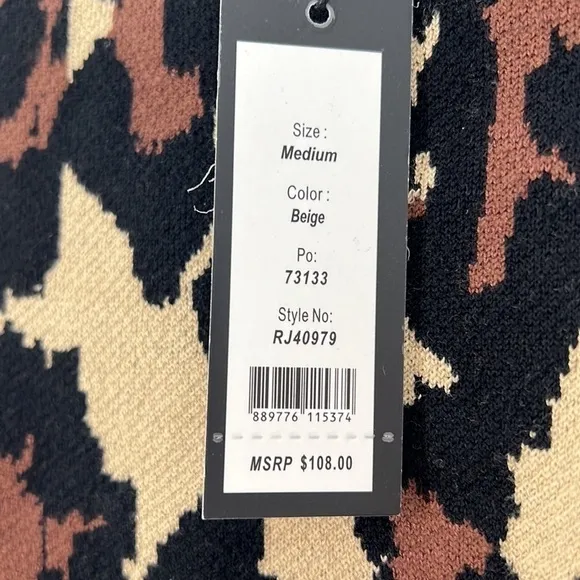 Size :
Medium
Color :
Beige
Po:
73133
Style No:
RJ40979
889776 115374
MSRP $108.00